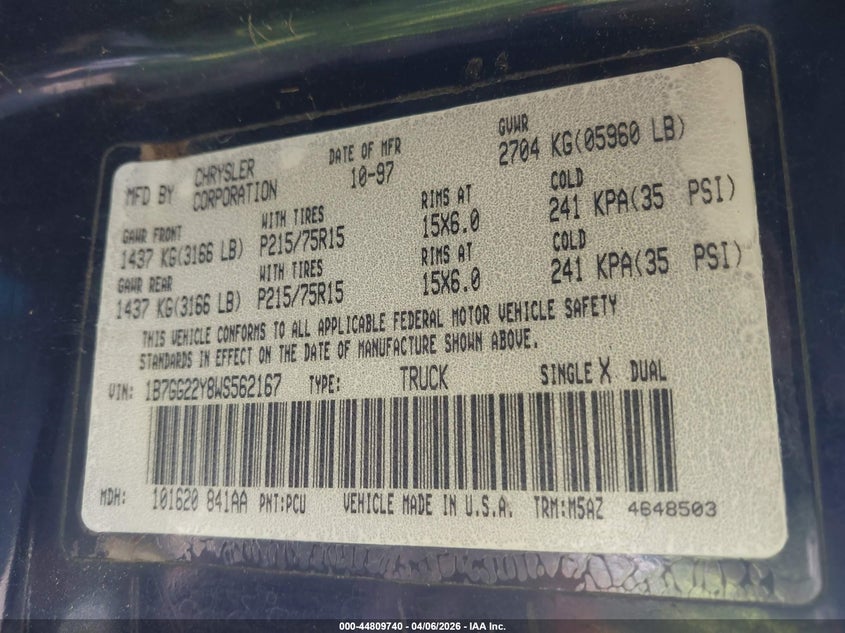 MFD BY CHRYSLER CORPORATION DATE OF MFR 10-97 GVWR 2704 KG(05960 LB)
GAWR FRONT WITH TIRES RIMS AT COLD
1437 KG(3166 LB) P215/75R15 15X6.0 241 KPA(35 PSI)
GAWR REAR WITH TIRES RIMS AT COLD
1437 KG(3166 LB) P215/75R15 15X6.0 241 KPA(35 PSI)
THIS VEHICLE CONFORMS TO ALL APPLICABLE FEDERAL MOTOR VEHICLE SAFETY
STANDARDS IN EFFECT ON THE DATE OF MANUFACTURE SHOWN ABOVE.
VIN: 1B7GG22Y8WS562167 TYPE: TRUCK SINGLE X DUAL
MDH: 101620 841AA PNT:PCU VEHICLE MADE IN U.S.A. TRM:M5AZ 4648503
000-44809740 - 04/06/2026 - IAA Inc.